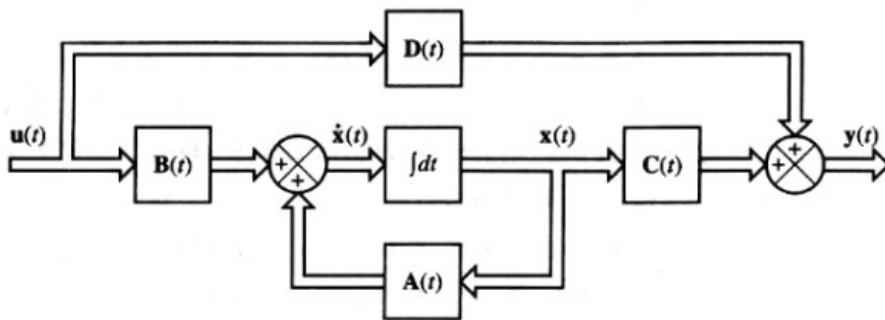 D(t)
u(t)
B(t)
+
+
ẋ(t)
∫dt
x(t)
C(t)
+
+
y(t)
A(t)